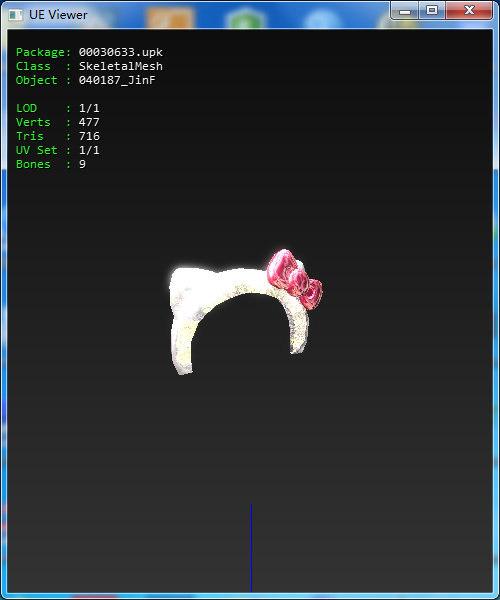 UE Viewer
Package: 00030633.upk
Class  : SkeletalMesh
Object : 040187_JinF
LOD    : 1/1
Verts  : 477
Tris   : 716
UV Set : 1/1
Bones  : 9